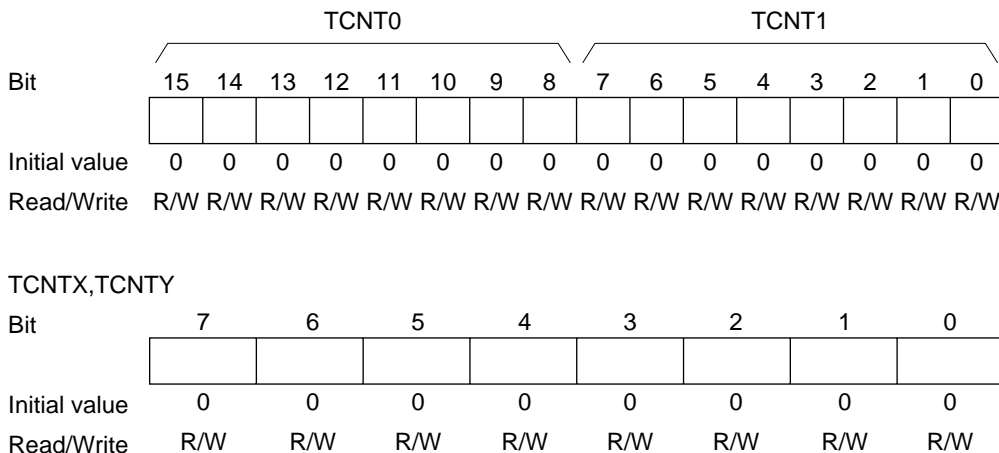 TCNT0 TCNT1
Bit 15 14 13 12 11 10 9 8 7 6 5 4 3 2 1 0
Initial value 0 0 0 0 0 0 0 0 0 0 0 0 0 0 0 0
Read/Write R/W R/W R/W R/W R/W R/W R/W R/W R/W R/W R/W R/W R/W R/W R/W R/W
TCNTX,TCNTY
Bit 7 6 5 4 3 2 1 0
Initial value 0 0 0 0 0 0 0 0
Read/Write R/W R/W R/W R/W R/W R/W R/W R/W